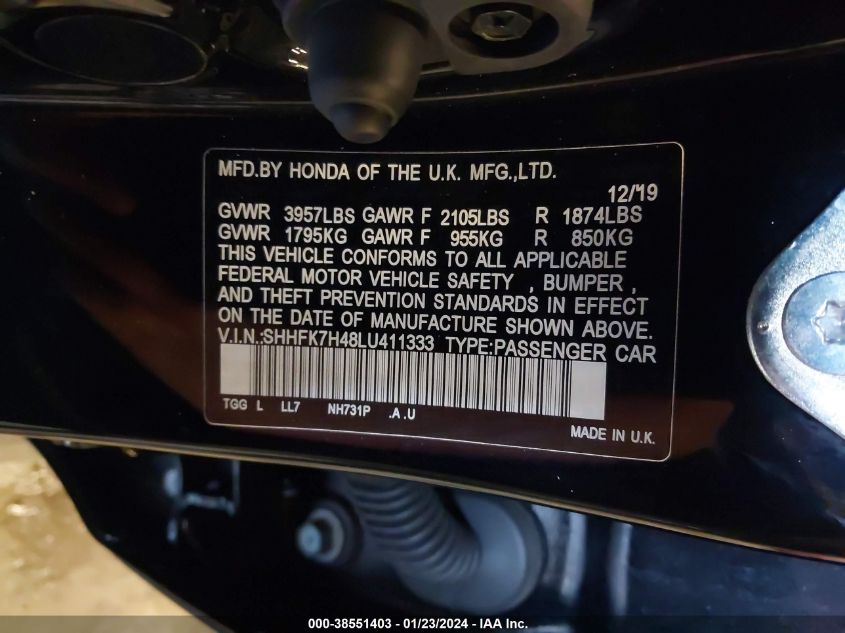 MFD.BY HONDA OF THE U.K. MFG.,LTD.
12/19
GVWR 3957LBS GAWR F 2105LBS R 1874LBS
GVWR 1795KG GAWR F 955KG R 850KG
THIS VEHICLE CONFORMS TO ALL APPLICABLE
FEDERAL MOTOR VEHICLE SAFETY , BUMPER ,
AND THEFT PREVENTION STANDARDS IN EFFECT
ON THE DATE OF MANUFACTURE SHOWN ABOVE.
V.I.N.:SHHFK7H48LU411333 TYPE:PASSENGER CAR
TGG L LL7 NH731P .A.U
MADE IN U.K.
000-38551403 - 01/23/2024 - IAA Inc.